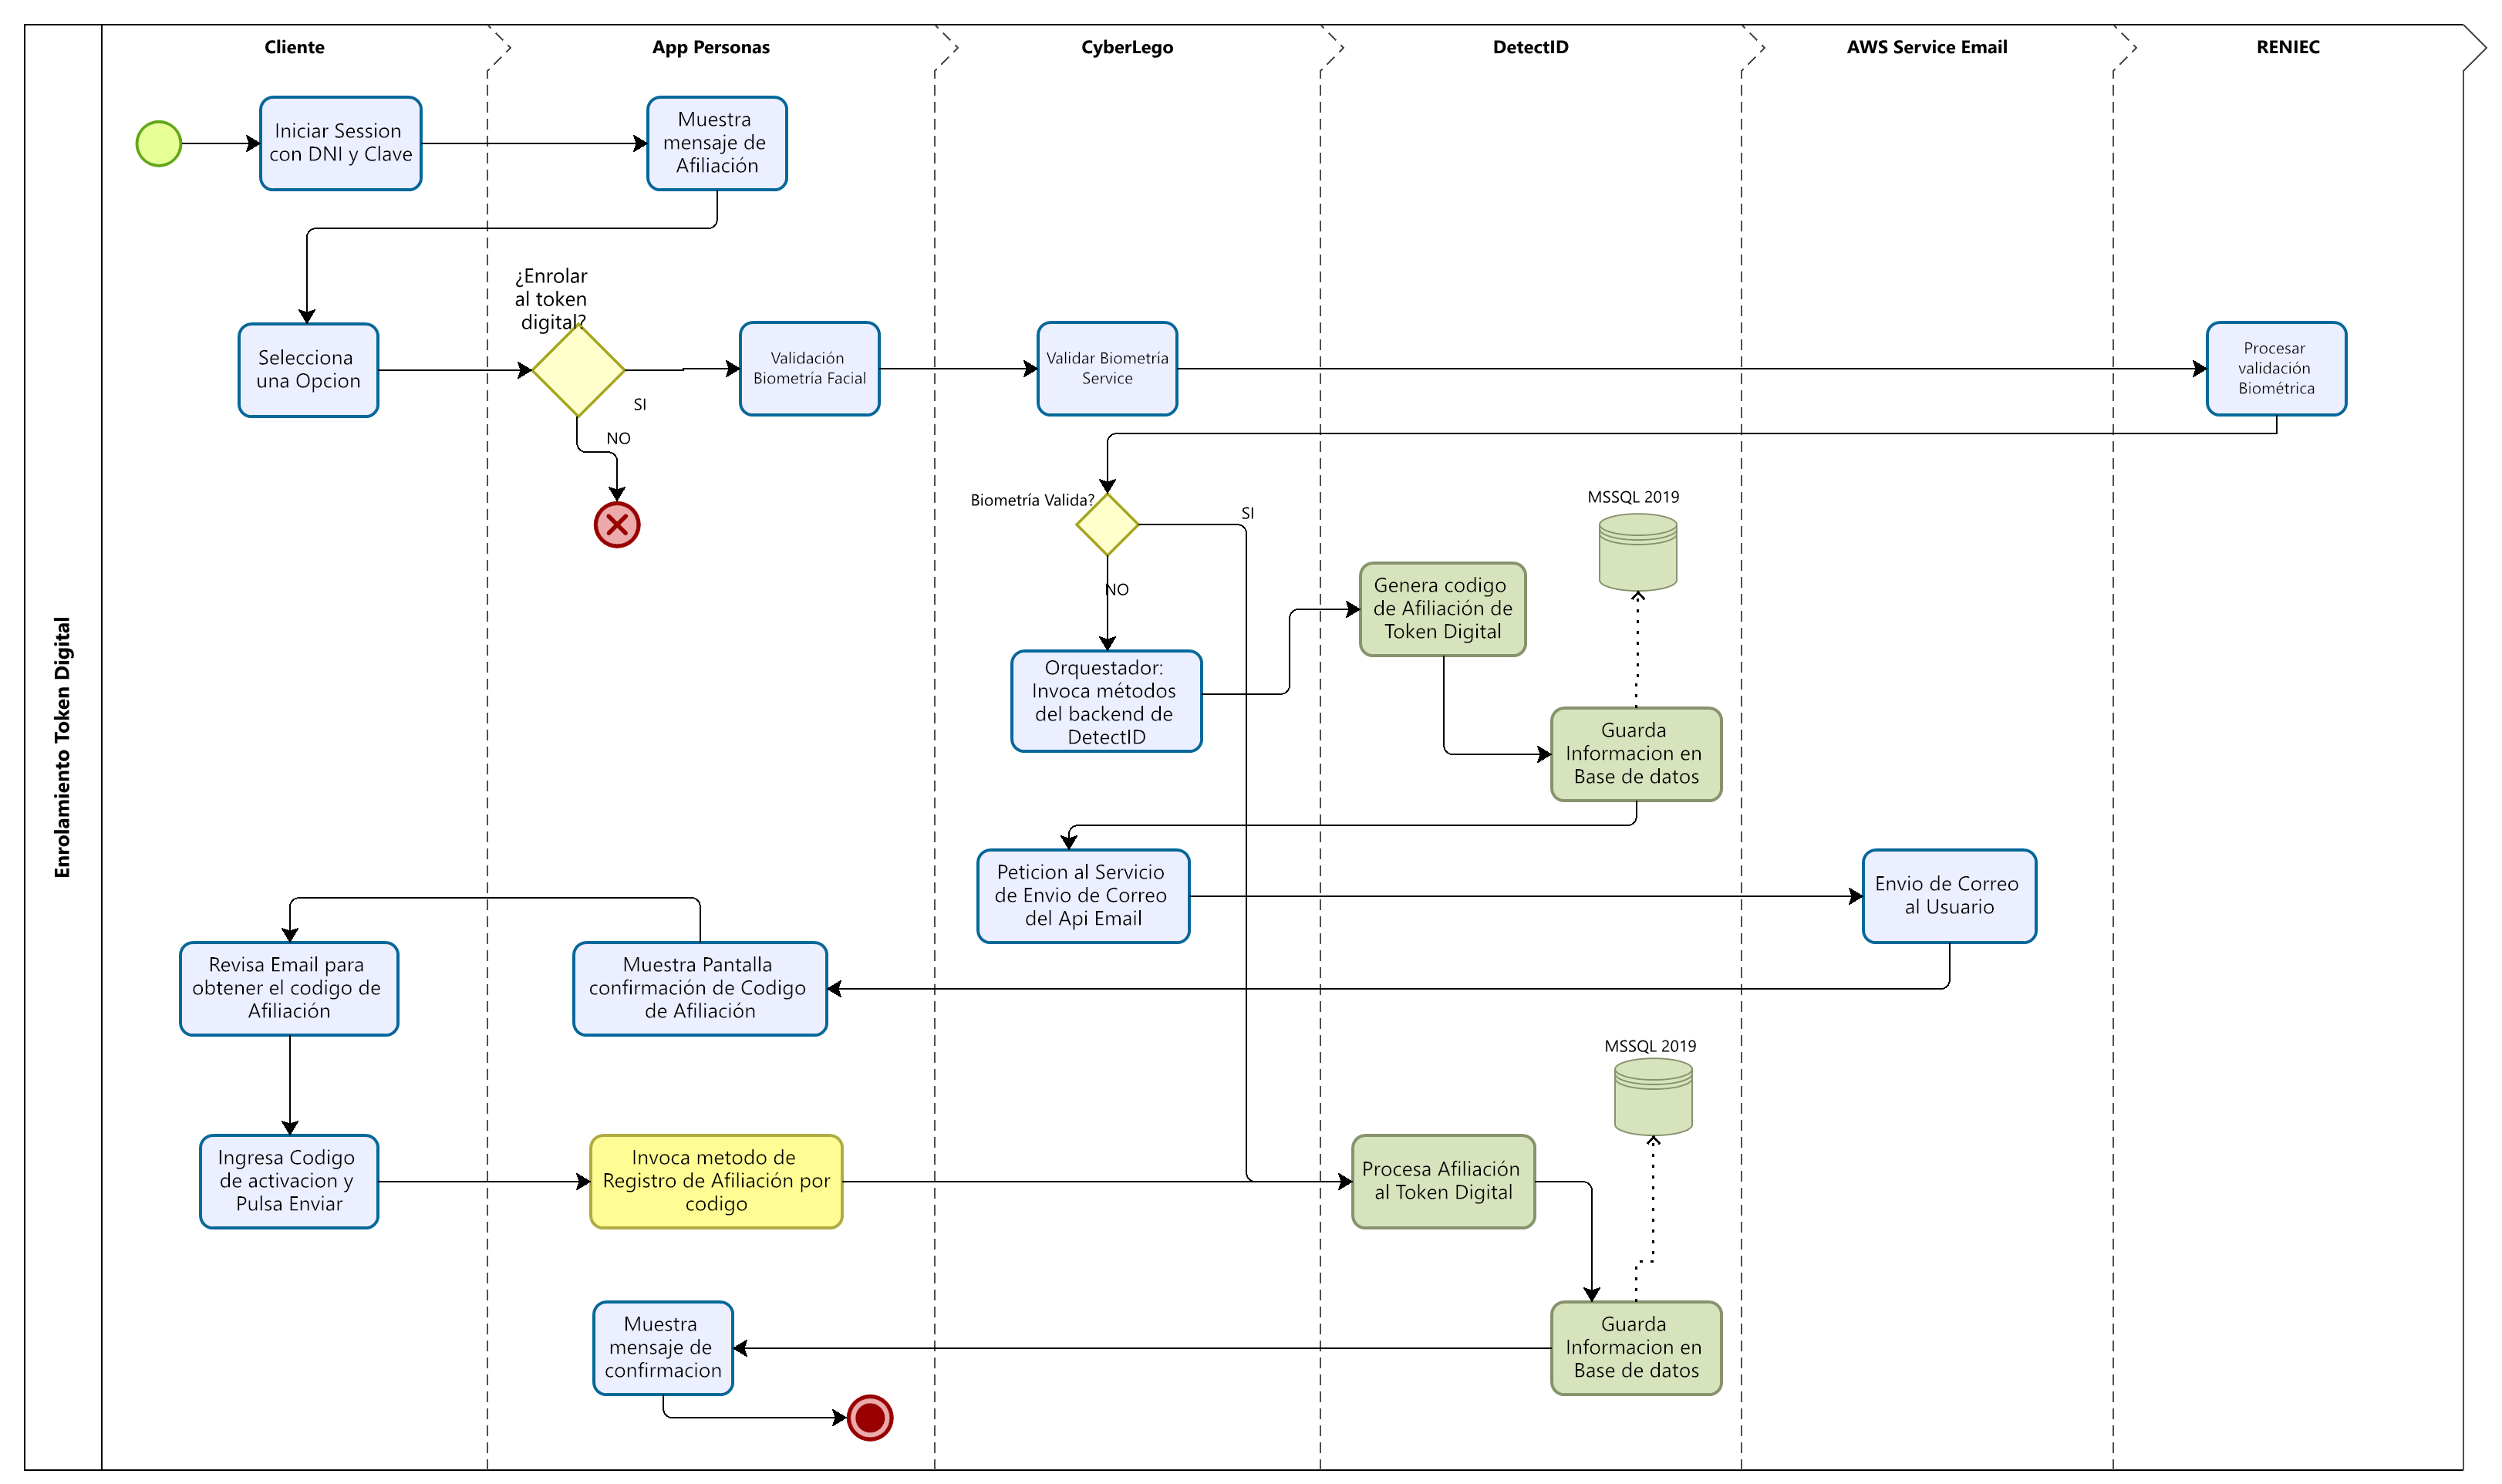 Cliente
App Personas
CyberLego
DetectID
AWS Service Email
RENIEC
Enrolamiento Token Digital
Iniciar Session
con DNI y Clave
Muestra
mensaje de
Afiliación
¿Enrolar
al token
digital?
Selecciona
una Opcion
SI
NO
Validación
Biometría Facial
Validar Biometría
Service
Procesar
validación
Biométrica
Biometría Valida?
SI
NO
MSSQL 2019
Genera codigo
de Afiliación de
Token Digital
Orquestador:
Invoca métodos
del backend de
DetectID
Guarda
Informacion en
Base de datos
Peticion al Servicio
de Envio de Correo
del Api Email
Envio de Correo
al Usuario
Revisa Email para
obtener el codigo de
Afiliación
Muestra Pantalla
confirmación de Codigo
de Afiliación
MSSQL 2019
Ingresa Codigo
de activacion y
Pulsa Enviar
Invoca metodo de
Registro de Afiliación por
codigo
Procesa Afiliación
al Token Digital
Muestra
mensaje de
confirmacion
Guarda
Informacion en
Base de datos